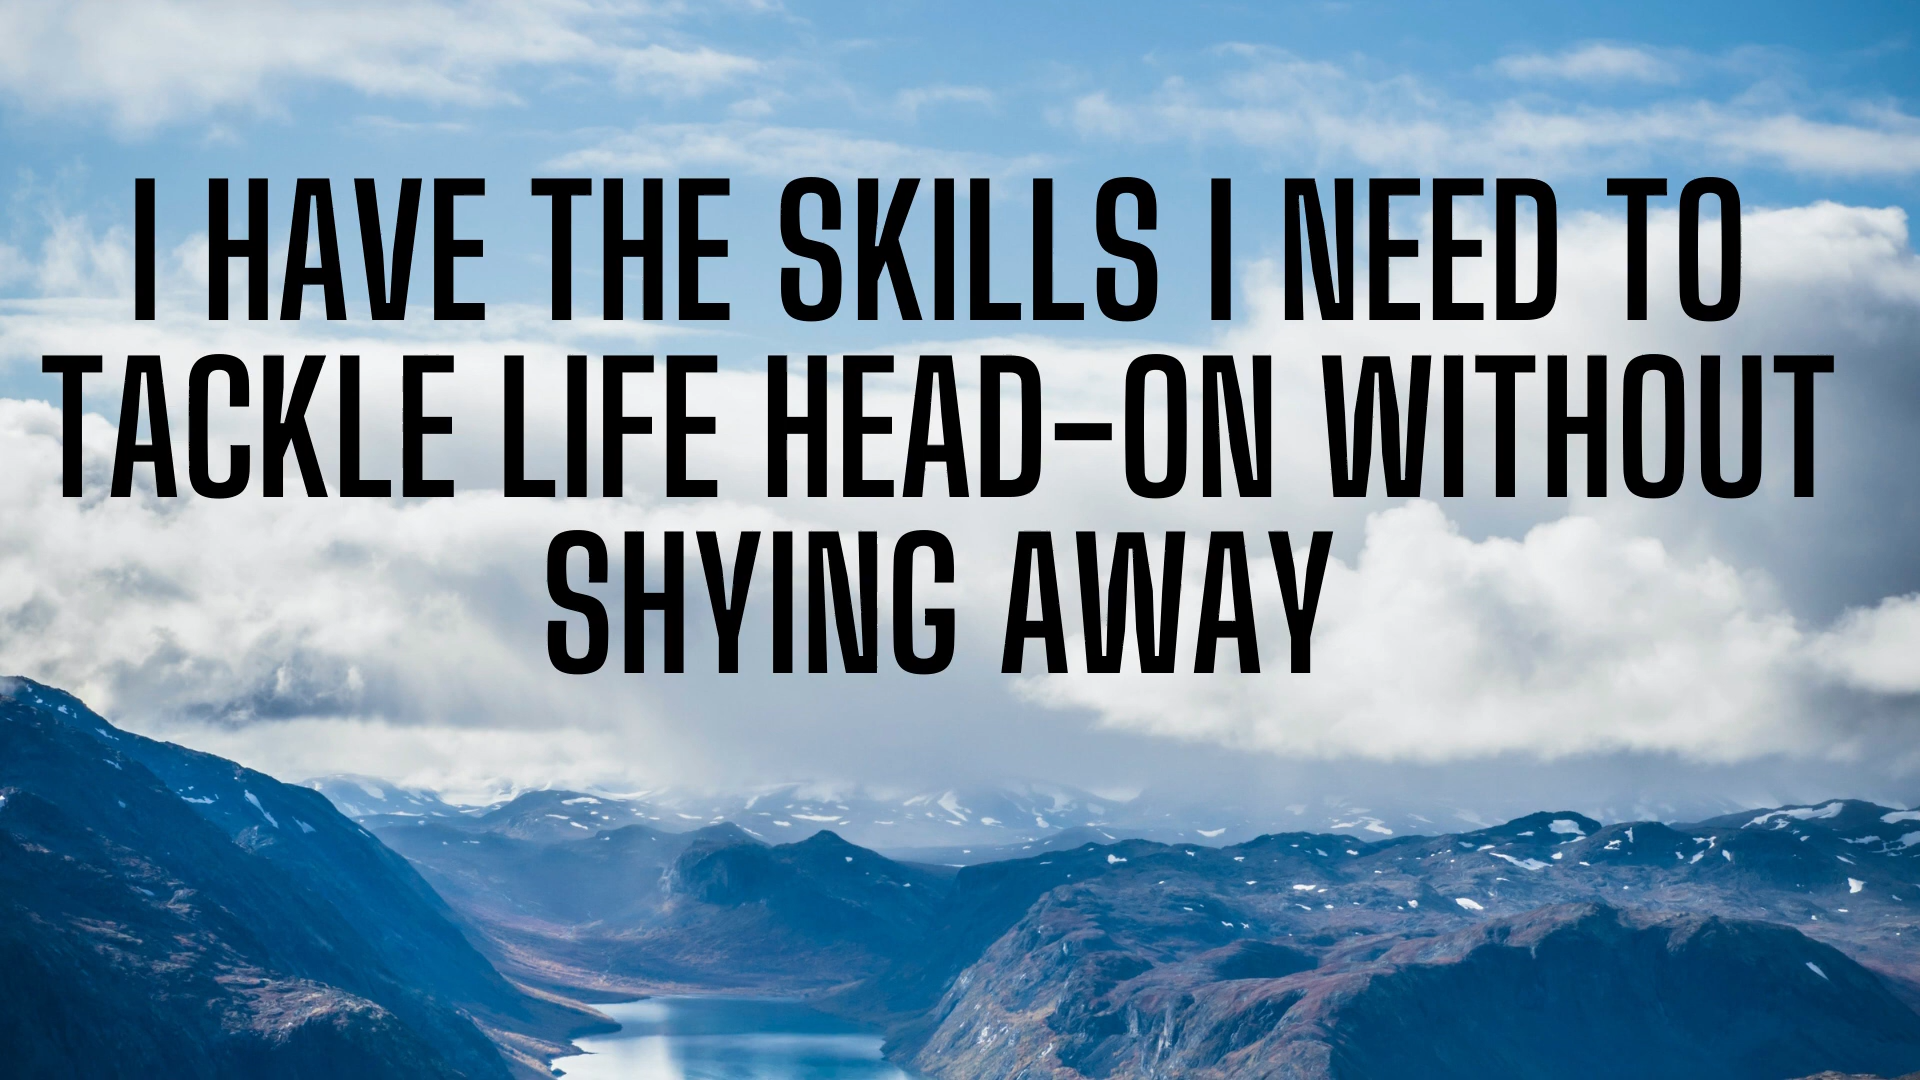 I HAVE THE SKILLS I NEED TO
TACKLE LIFE HEAD-ON WITHOUT
SHYING AWAY